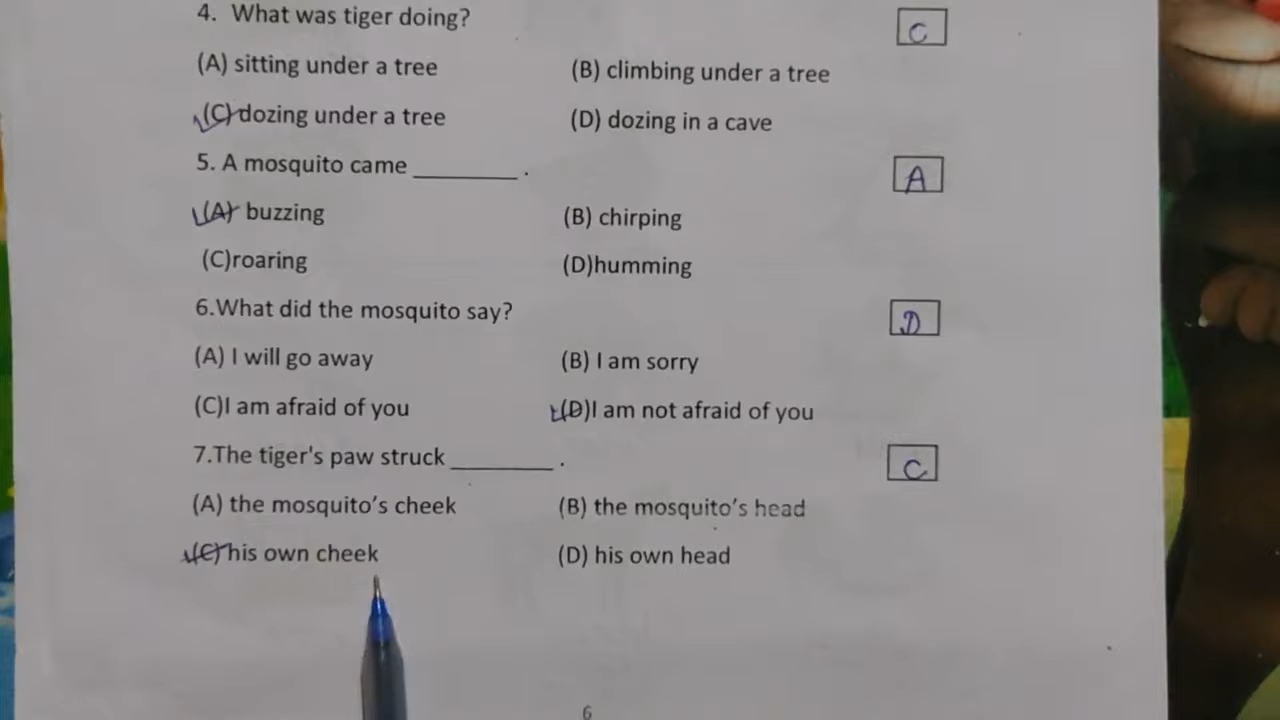 4. What was tiger doing? C
(A) sitting under a tree (B) climbing under a tree
(C) dozing under a tree (D) dozing in a cave
5. A mosquito came ________ . A
(A) buzzing (B) chirping
(C)roaring (D)humming
6.What did the mosquito say? D
(A) I will go away (B) I am sorry
(C)I am afraid of you (D)I am not afraid of you
7.The tiger's paw struck ________ . C
(A) the mosquito's cheek (B) the mosquito's head
(C) his own cheek (D) his own head
6